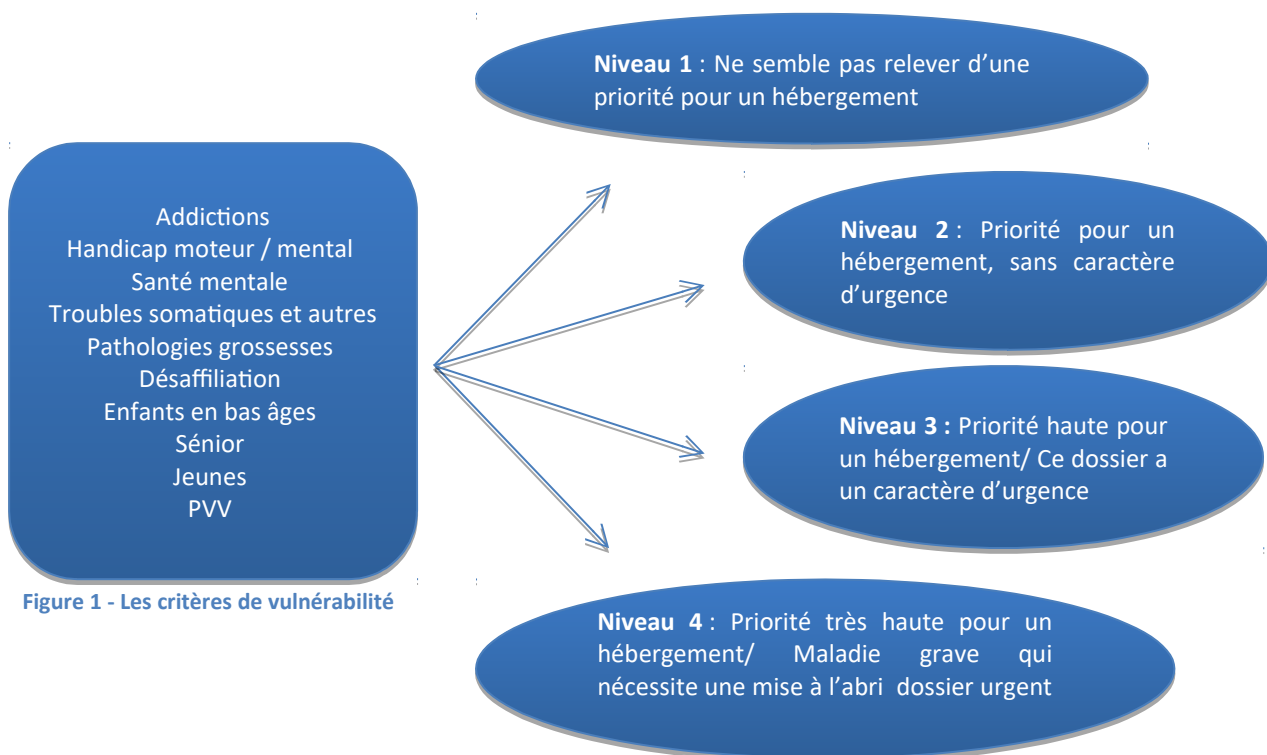 Niveau 1 : Ne semble pas relever d’une
priorité pour un hébergement
Addictions
Handicap moteur / mental
Santé mentale
Troubles somatiques et autres
Pathologies grossesses
Désaffiliation
Enfants en bas âges
Sénior
Jeunes
PVV
Figure 1 - Les critères de vulnérabilité
Niveau 2 : Priorité pour un
hébergement, sans caractère
d’urgence
Niveau 3 : Priorité haute pour
un hébergement/ Ce dossier a
un caractère d’urgence
Niveau 4 : Priorité très haute pour un
hébergement/ Maladie grave qui
nécessite une mise à l’abri dossier urgent